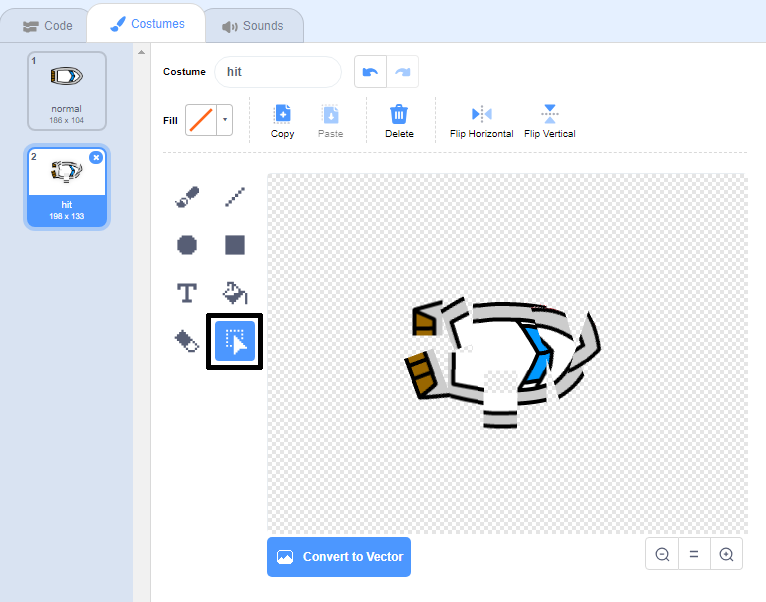 Code
Costumes
Sounds
1
normal
186 x 104
2
hit
198 x 133
Costume
hit
Fill
Copy
Paste
Delete
Flip Horizontal
Flip Vertical
T
Convert to Vector